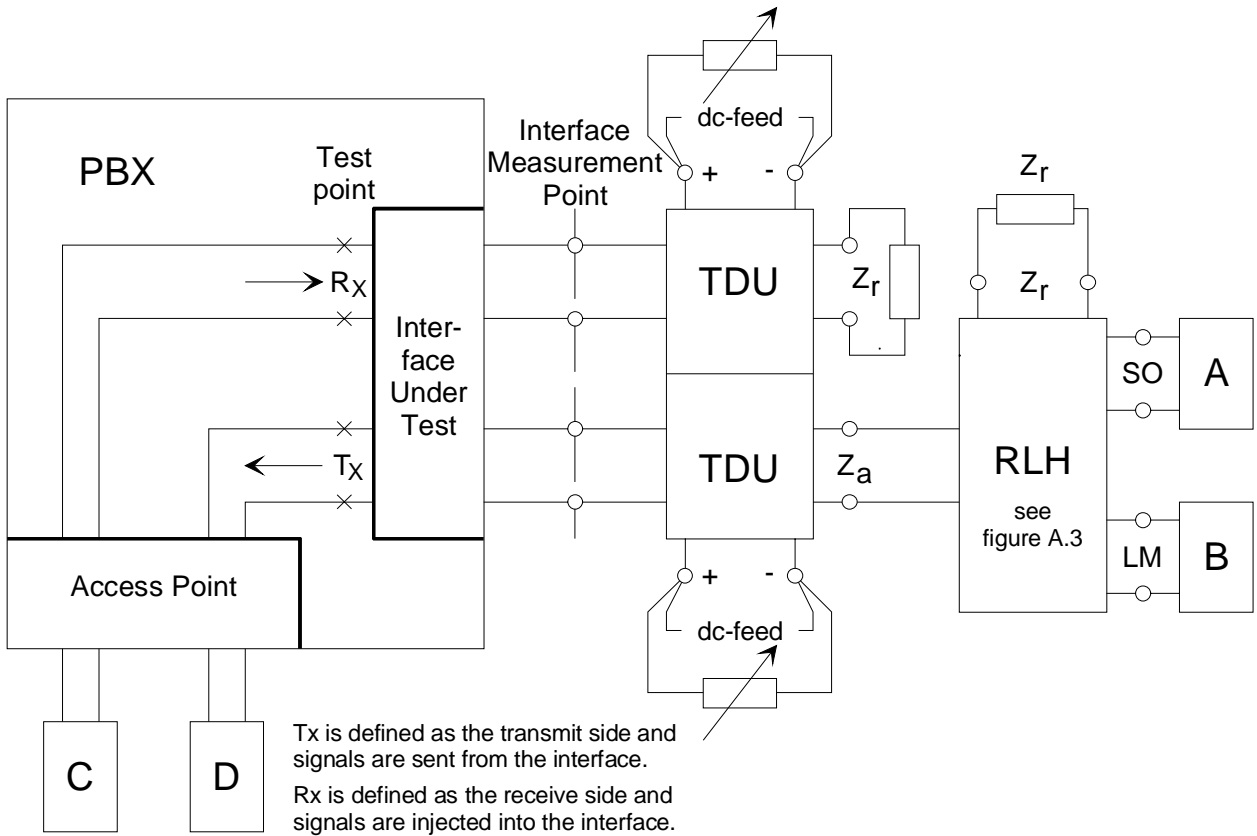 dc-feed
+ -
PBX
Test
point
Interface
Measurement
Point
Zr
Zr
RX
TDU
Zr
Inter-
face
Under
Test
SO
A
TX
TDU
Za
RLH
see
figure A.3
LM
B
Access Point
+ -
dc-feed
C
D
Tx is defined as the transmit side and
signals are sent from the interface.
Rx is defined as the receive side and
signals are injected into the interface.